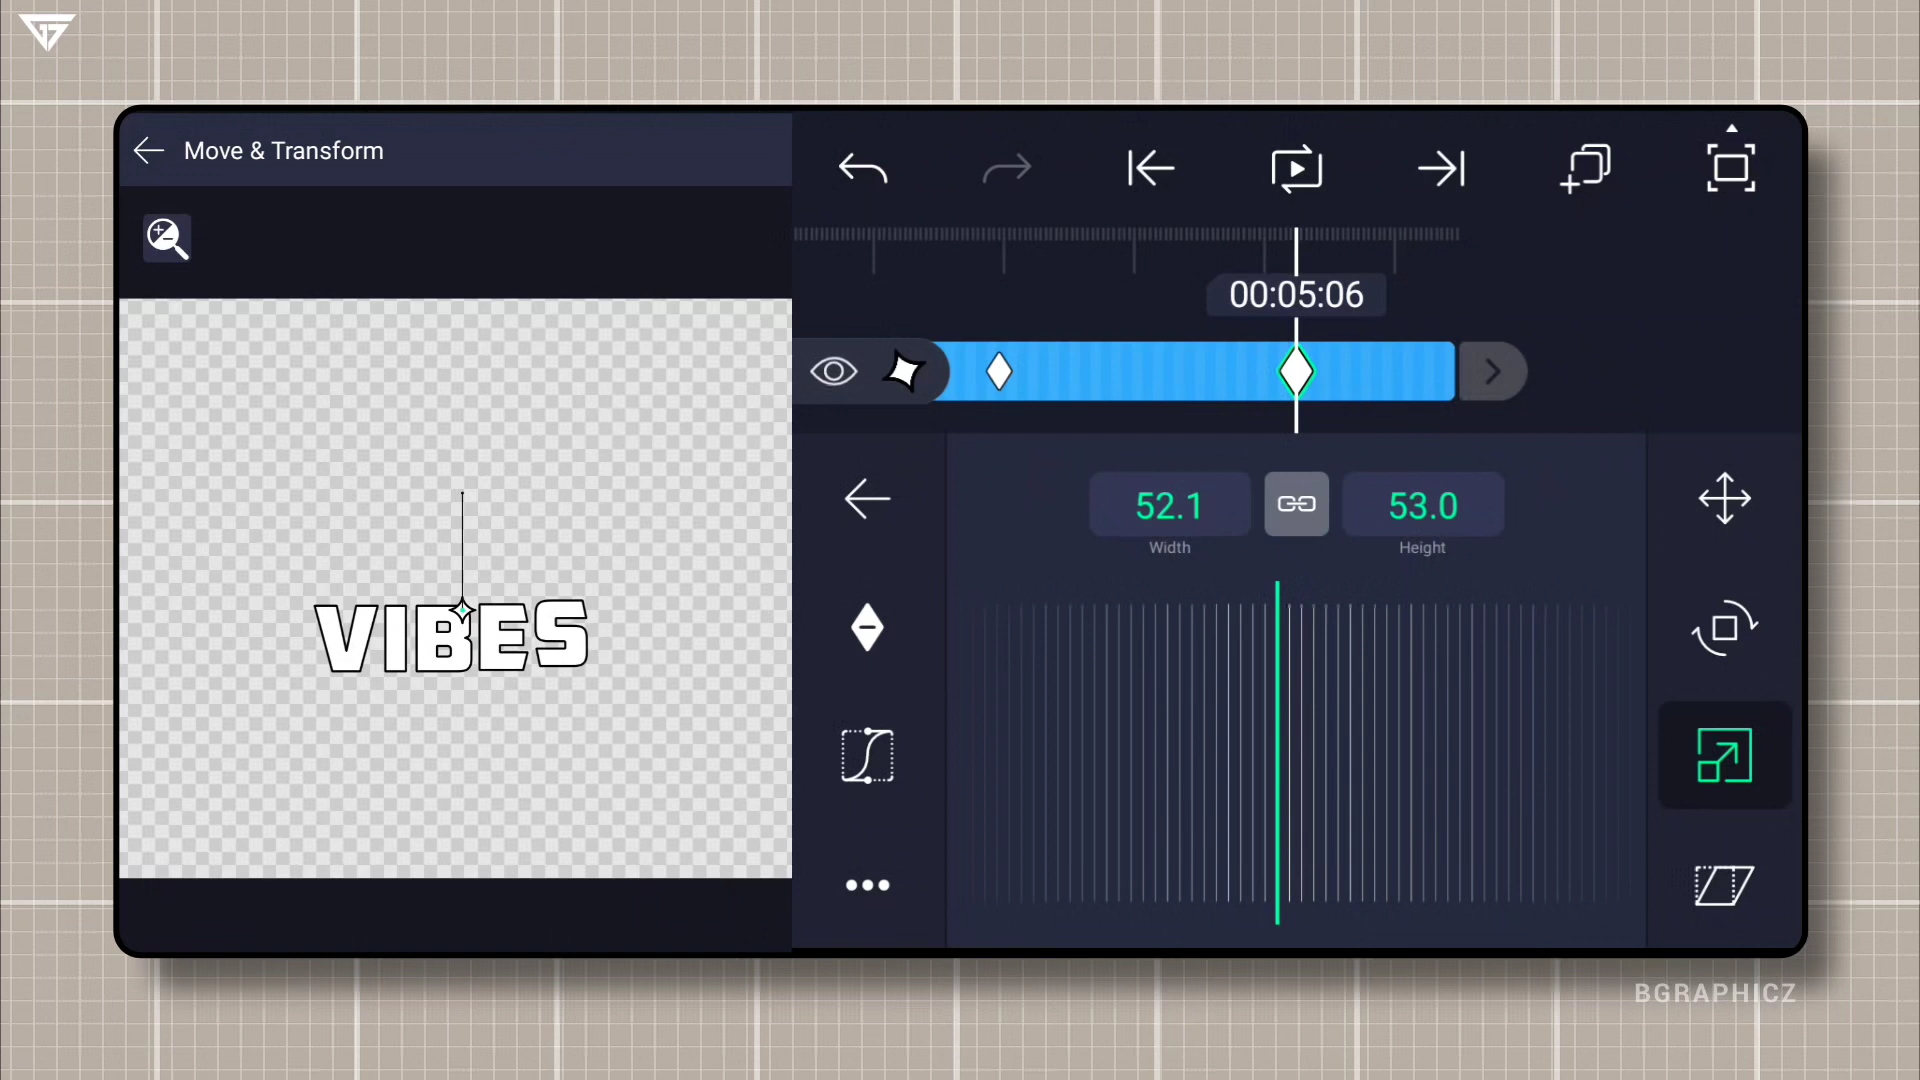 Move & Transform
00:05:06
52.1
53.0
Width
Height
VIBES
BGRAPHICZ